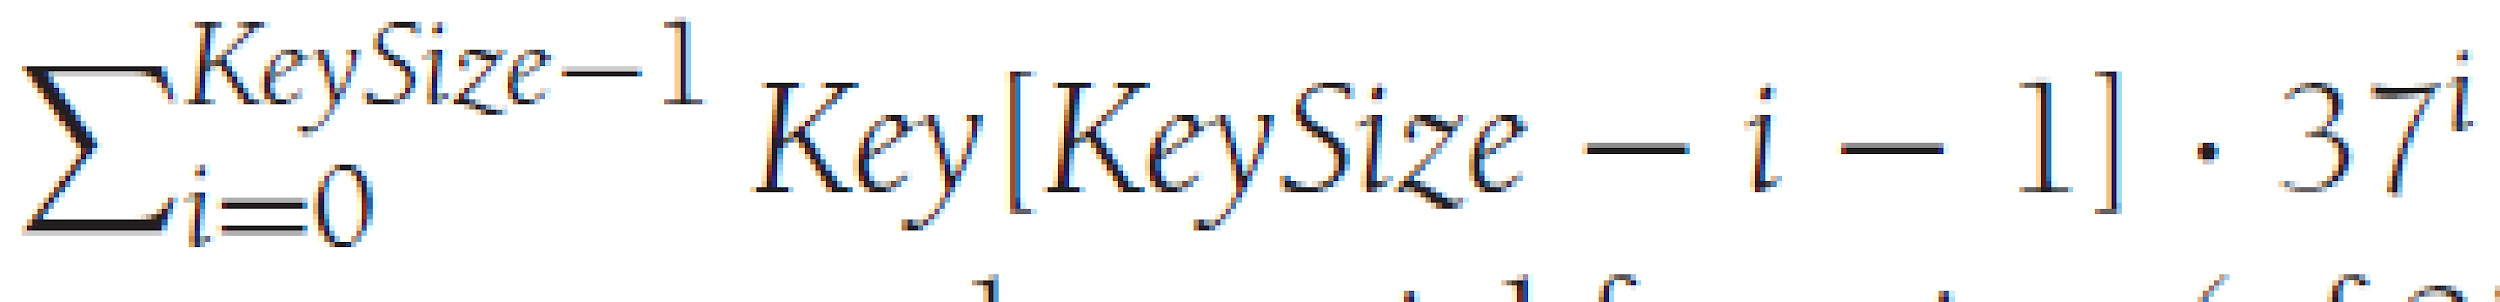 ∑_{i=0}^{KeySize−1} Key[KeySize − i − 1] · 37^i